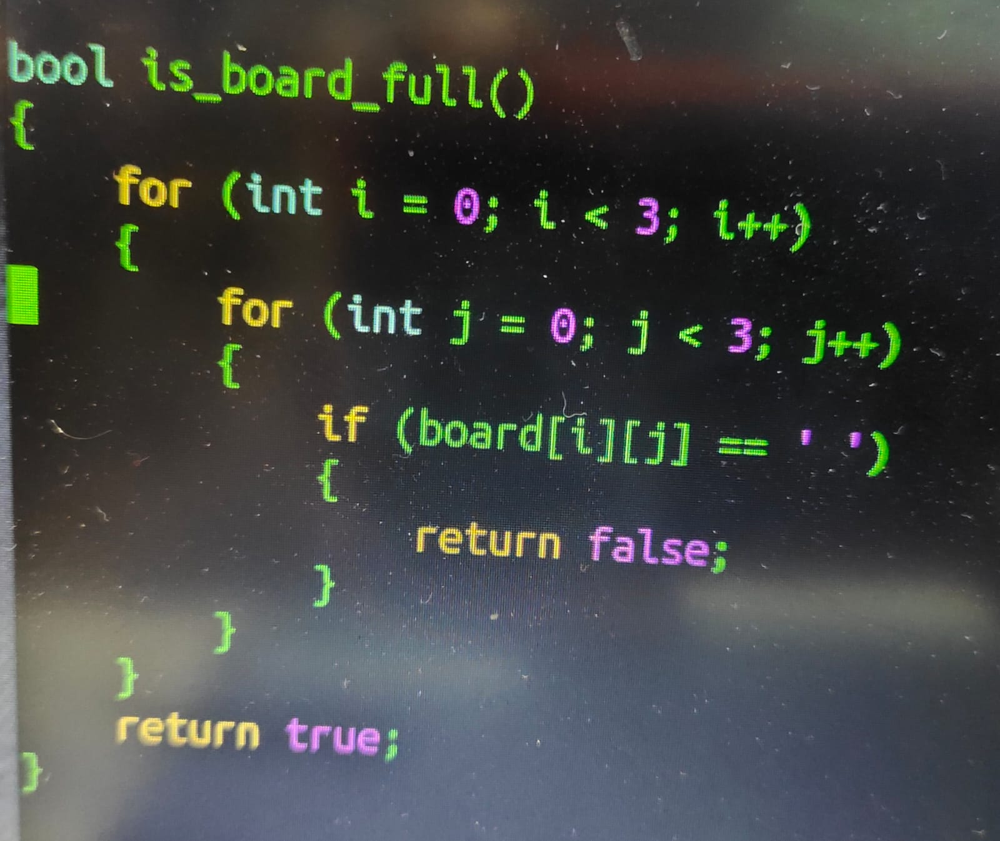 bool is_board_full()
{
    for (int i = 0; i < 3; i++)
    {
        for (int j = 0; j < 3; j++)
        {
            if (board[i][j] == ' ')
            {
                return false;
            }
        }
    }
    return true;
}